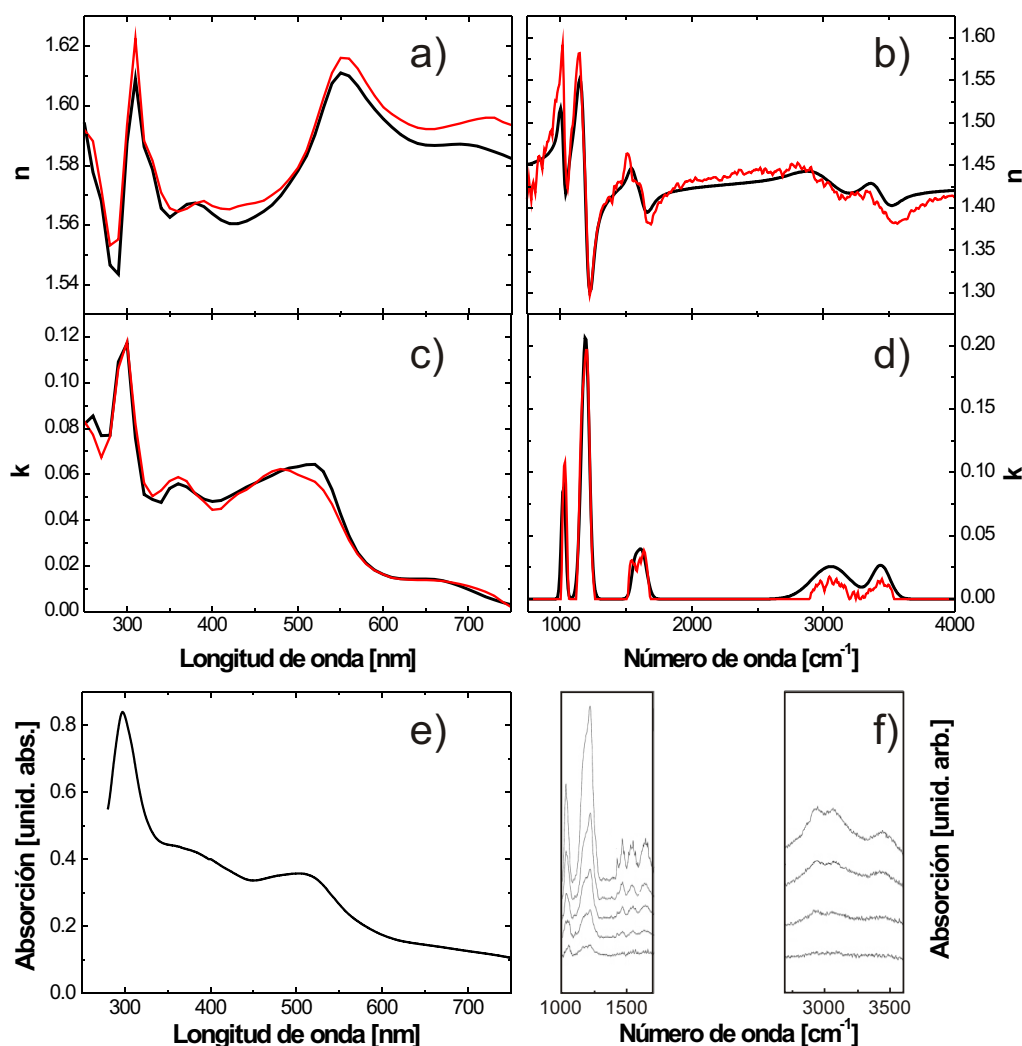 1.62
1.60
1.58
1.56
1.54
n
a)
1.60
1.55
1.50
1.45
1.40
1.35
1.30
n
b)
0.12
0.10
0.08
0.06
0.04
0.02
0.00
k
c)
300 400 500 600 700
Longitud de onda [nm]
0.20
0.15
0.10
0.05
0.00
k
d)
1000 2000 3000 4000
Número de onda [cm-1]
0.8
0.6
0.4
0.2
0.0
Absorción [unid. abs.]
e)
300 400 500 600 700
Longitud de onda [nm]
f)
Absorción [unid. arb.]
1000 1500 3000 3500
Número de onda [cm-1]